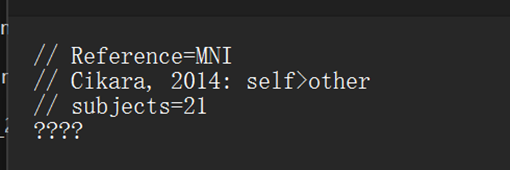 // Reference=MNI
// Cikara, 2014: self>other
// subjects=21
????